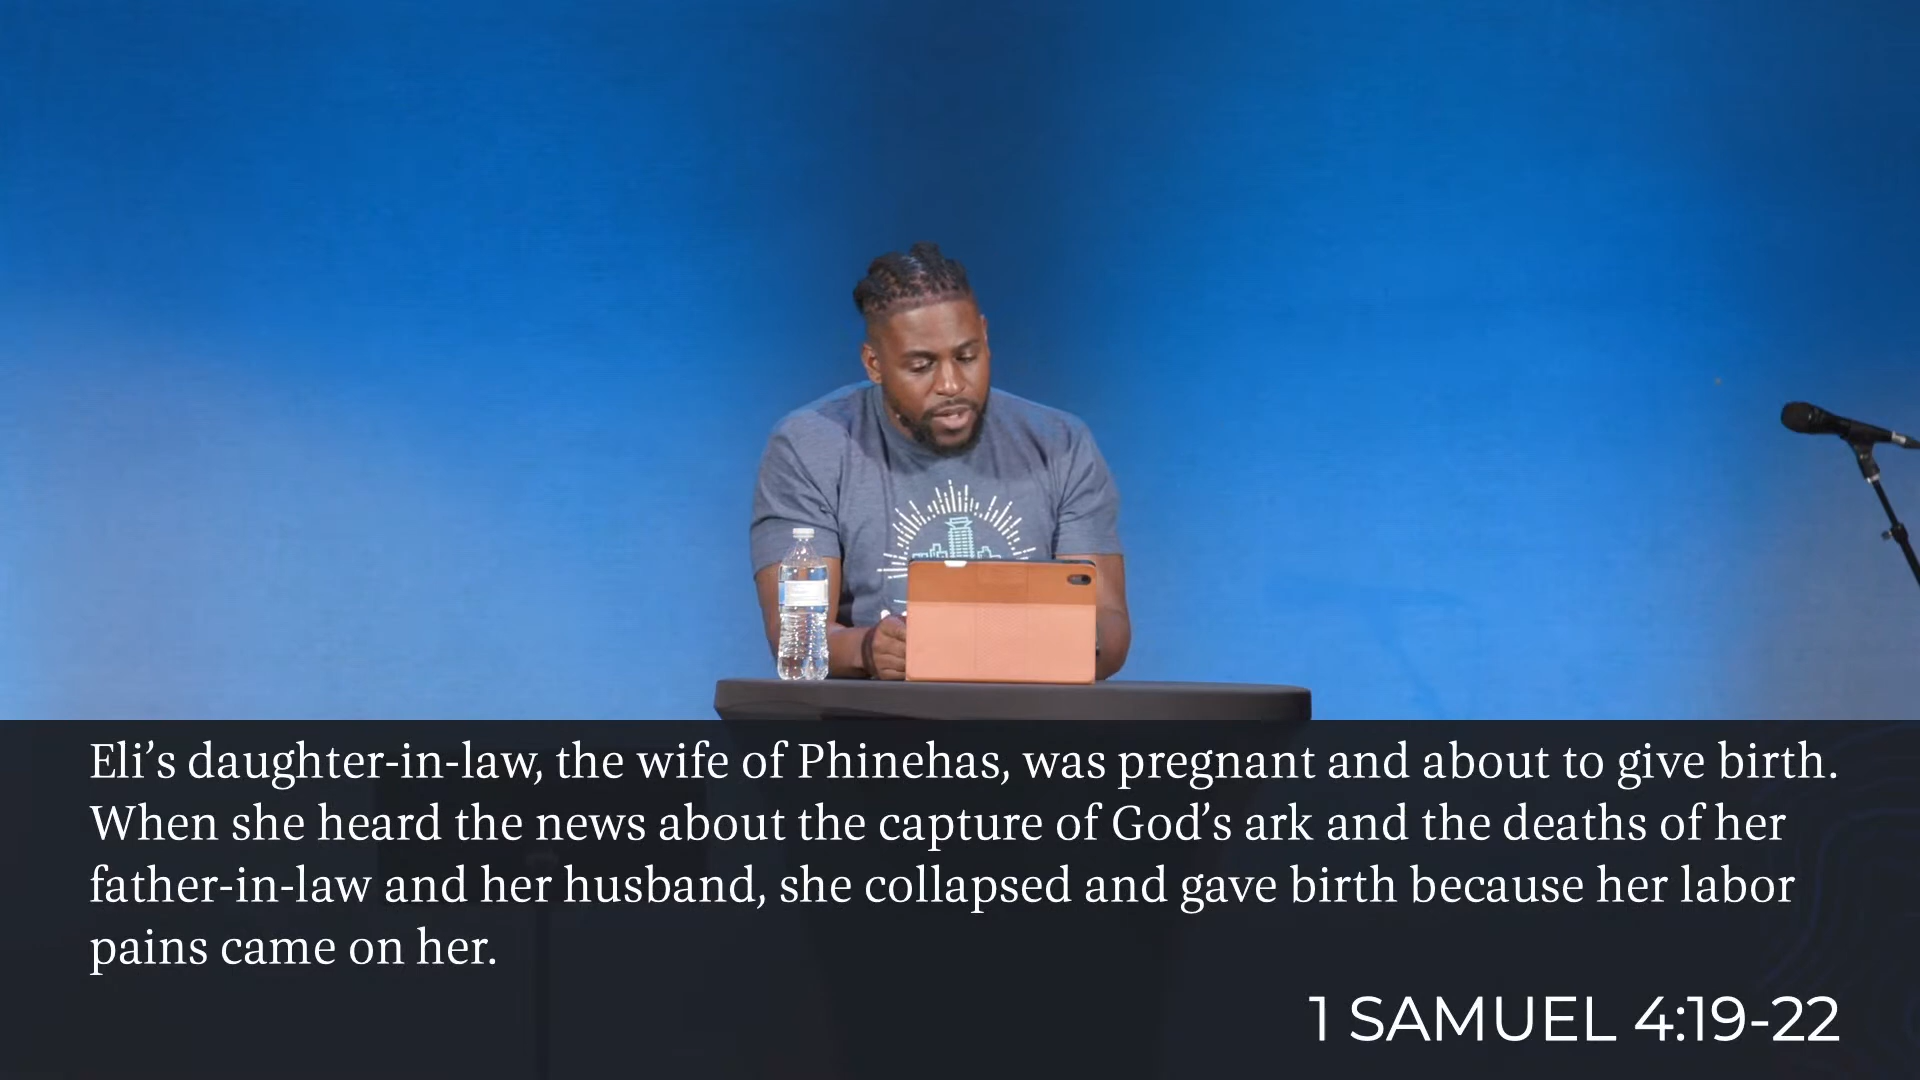 Eli’s daughter-in-law, the wife of Phinehas, was pregnant and about to give birth.
When she heard the news about the capture of God’s ark and the deaths of her
father-in-law and her husband, she collapsed and gave birth because her labor
pains came on her.
1 SAMUEL 4:19-22